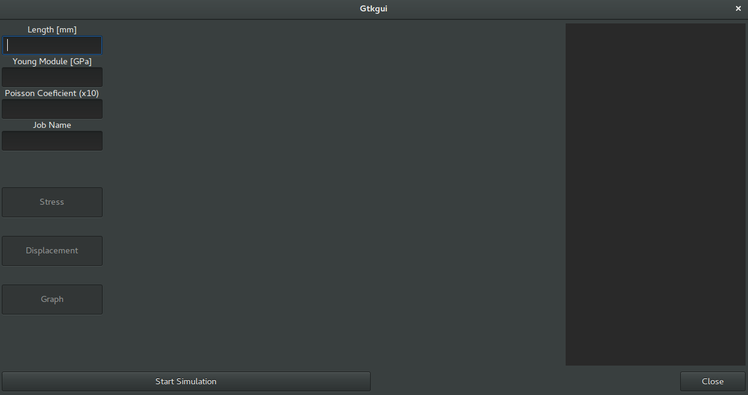 Gtkgui
Length [mm]
Young Module [GPa]
Poisson Coeficient (x10)
Job Name
Stress
Displacement
Graph
Start Simulation
Close